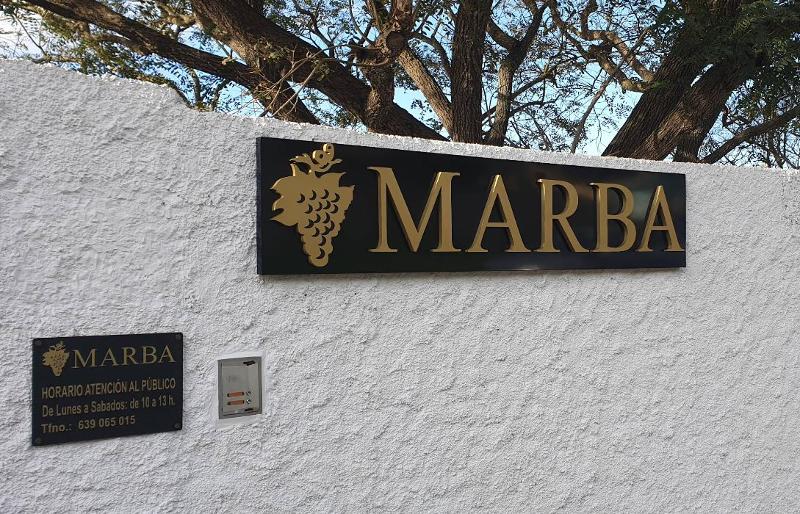 MARBA
MARBA
HORARIO ATENCIÓN AL PÚBLICO
De Lunes a Sabados: de 10 a 13 h.
Tfno.: 639 065 015